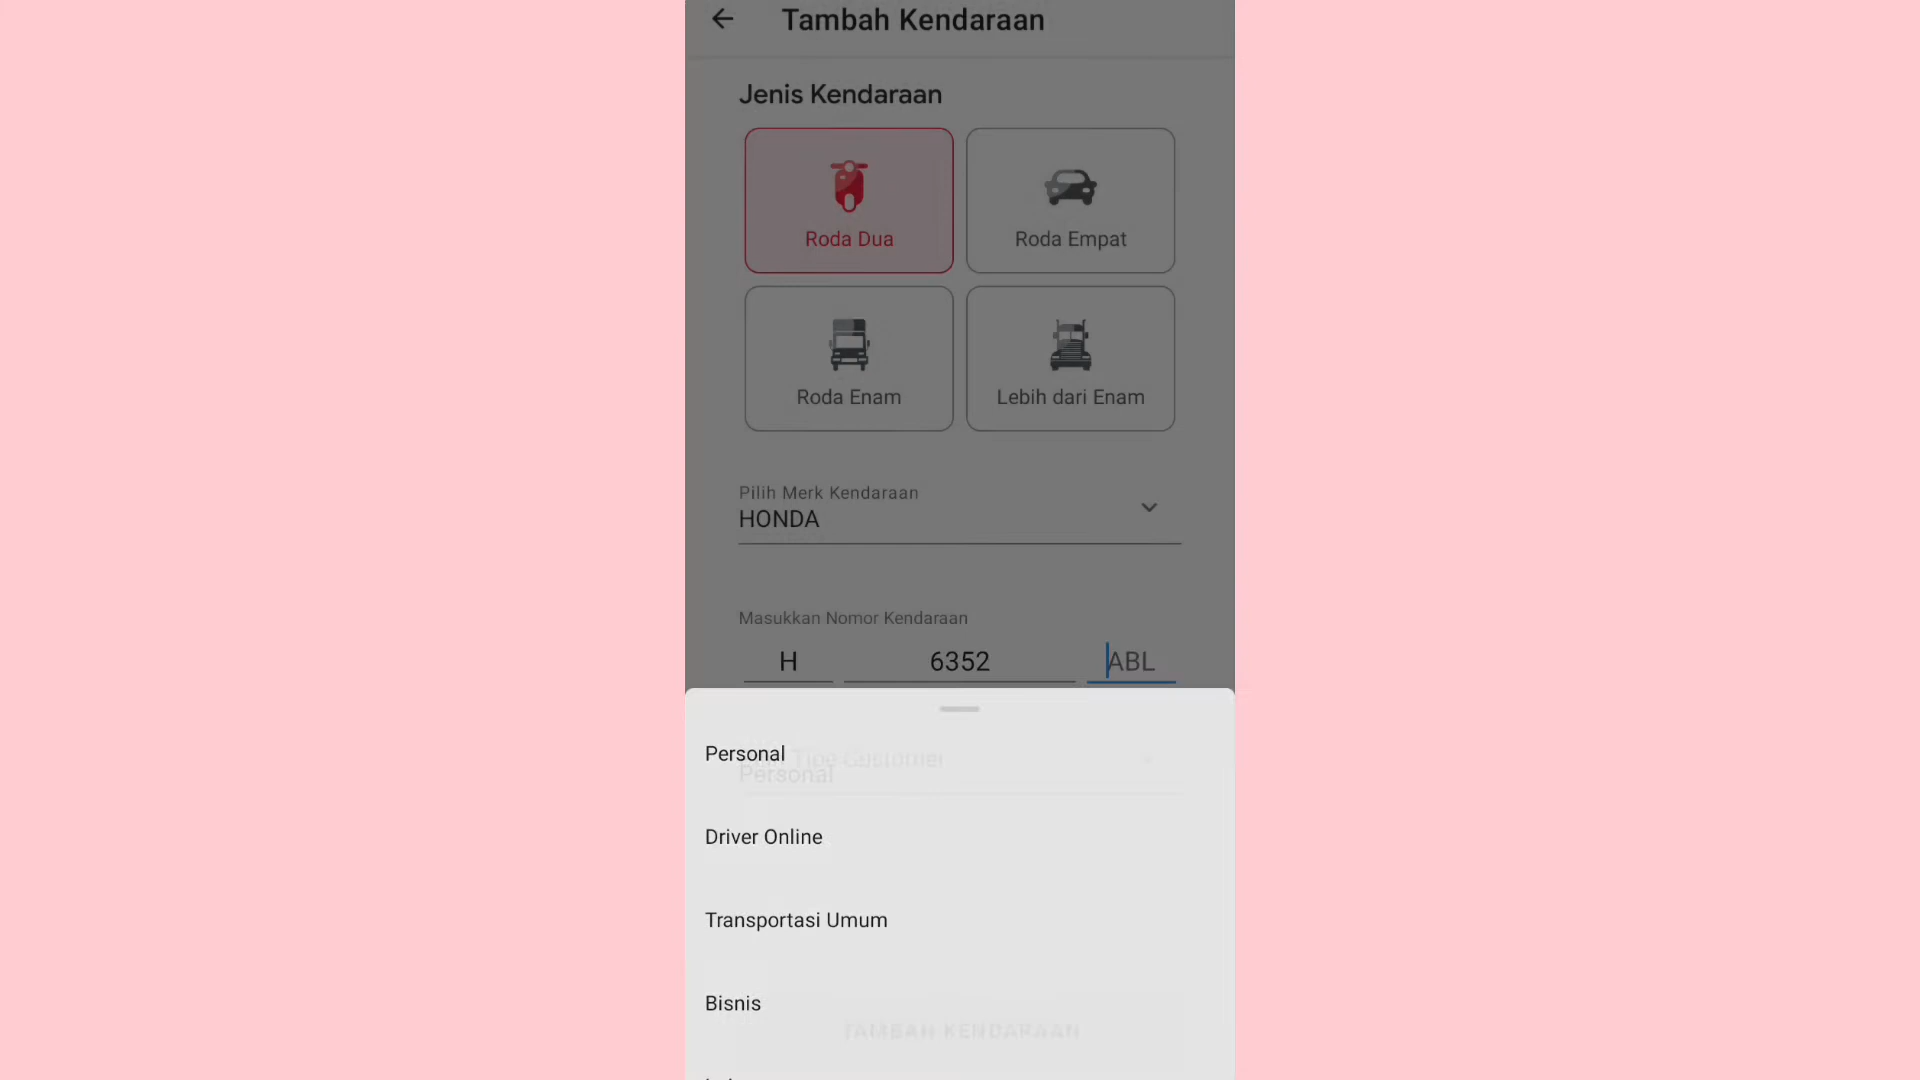 Tambah Kendaraan
Jenis Kendaraan
Roda Dua
Roda Empat
Roda Enam
Lebih dari Enam
Pilih Merk Kendaraan
HONDA
Masukkan Nomor Kendaraan
H 6352 ABL
Personal
Tipe Customer
Personal
Driver Online
Transportasi Umum
Bisnis
TAMBAH KENDARAAN